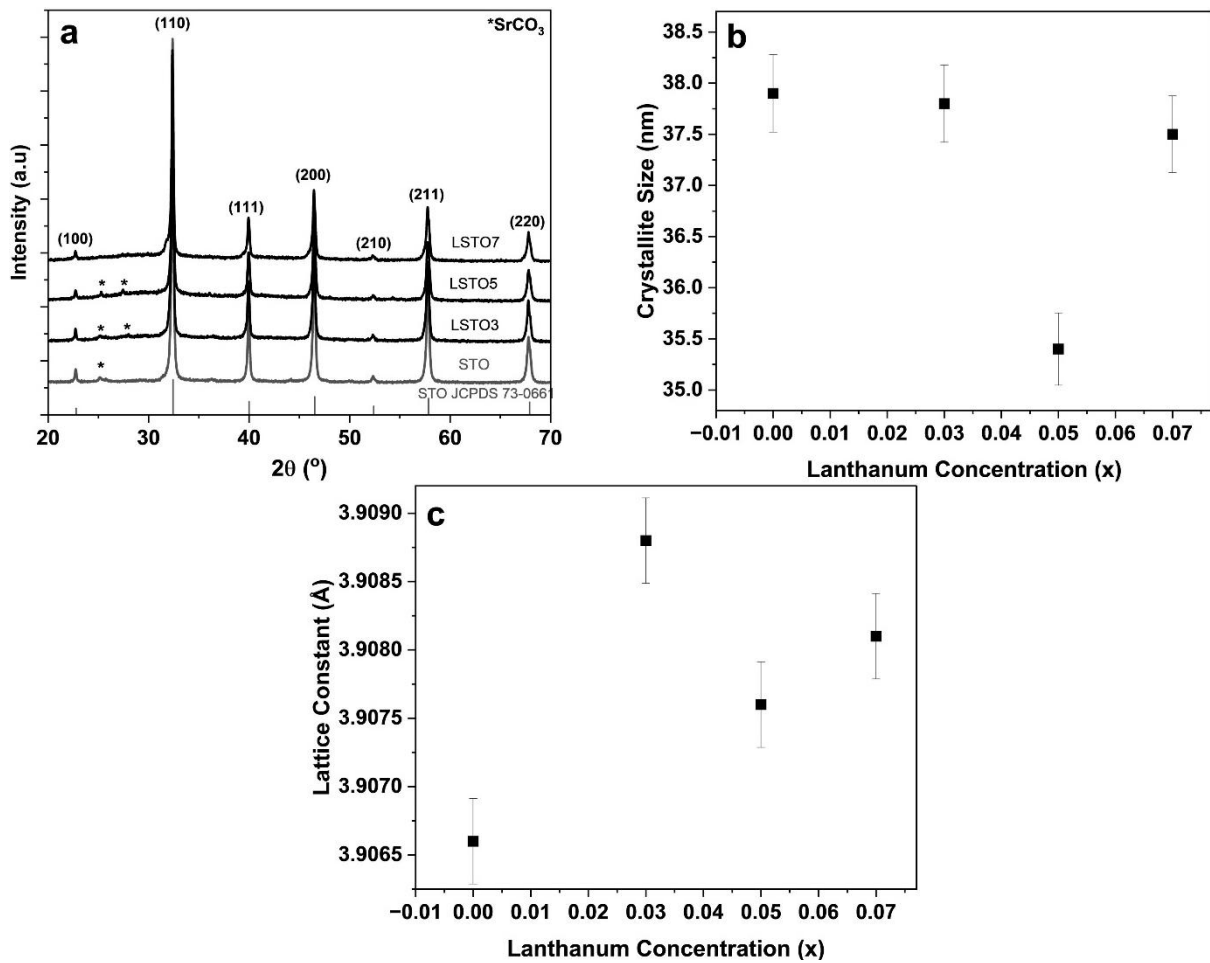 a
*SrCO₃
(110)
(100)
(111)
(200)
(210)
(211)
(220)
LSTO7
* *
LSTO5
* *
LSTO3
*
STO
STO JCPDS 73-0661
20 30 40 50 60 70
2θ (°)
Intensity (a.u)
b
38.5
38.0
37.5
37.0
36.5
36.0
35.5
35.0
−0.01 0.00 0.01 0.02 0.03 0.04 0.05 0.06 0.07
Lanthanum Concentration (x)
Crystallite Size (nm)
c
3.9090
3.9085
3.9080
3.9075
3.9070
3.9065
−0.01 0.00 0.01 0.02 0.03 0.04 0.05 0.06 0.07
Lanthanum Concentration (x)
Lattice Constant (Å)